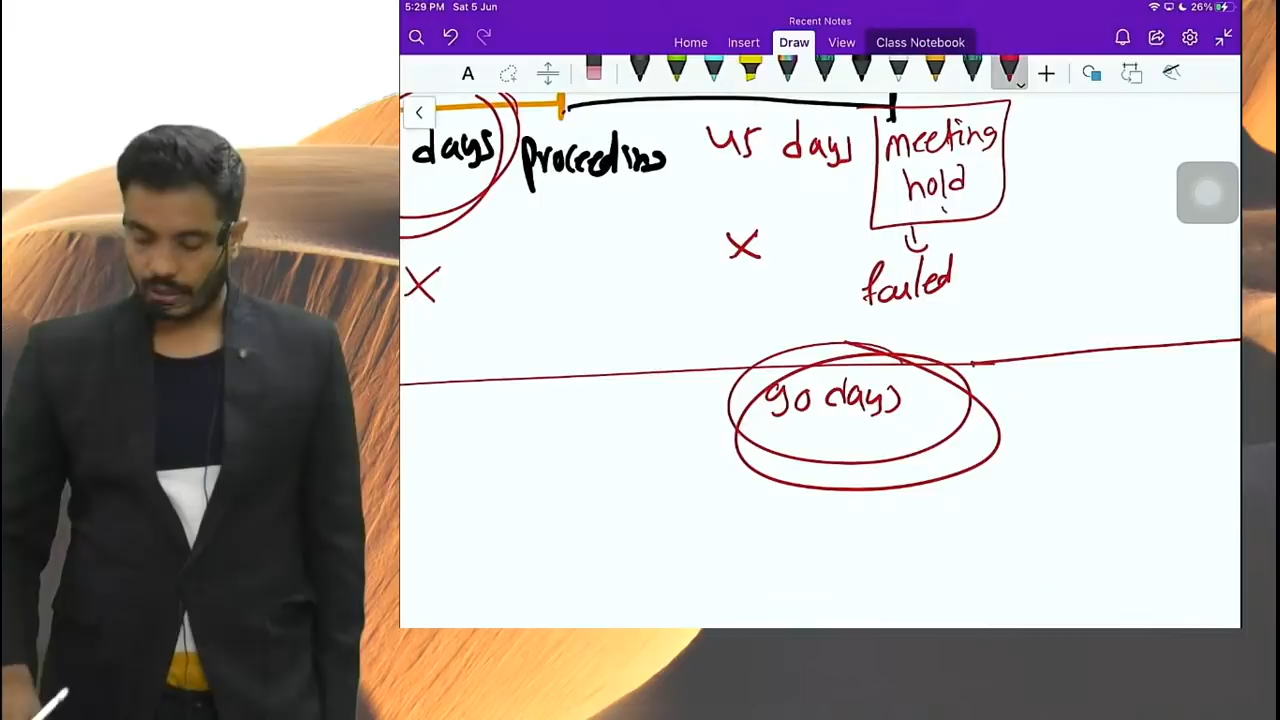 5:29 PM Sat 5 Jun
26%
Recent Notes
Home Insert Draw View Class Notebook
A
days proceeding 45 days meeting
hold
failed
90 days